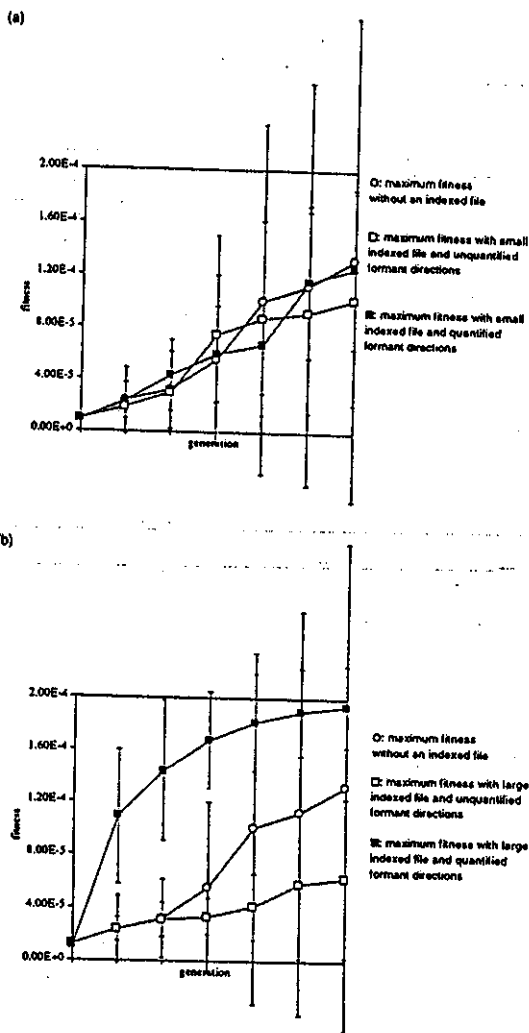 (a)
2.00E-4
1.60E-4
1.20E-4
8.00E-5
4.00E-5
0.00E+0
fitness
generation
O: maximum fitness
without an indexed file
□: maximum fitness with small
indexed file and unquantified
formant directions
■: maximum fitness with small
indexed file and quantified
formant directions
(b)
2.00E-4
1.60E-4
1.20E-4
8.00E-5
4.00E-5
0.00E+0
fitness
generation
O: maximum fitness
without an indexed file
□: maximum fitness with large
indexed file and unquantified
formant directions
■: maximum fitness with large
indexed file and quantified
formant directions